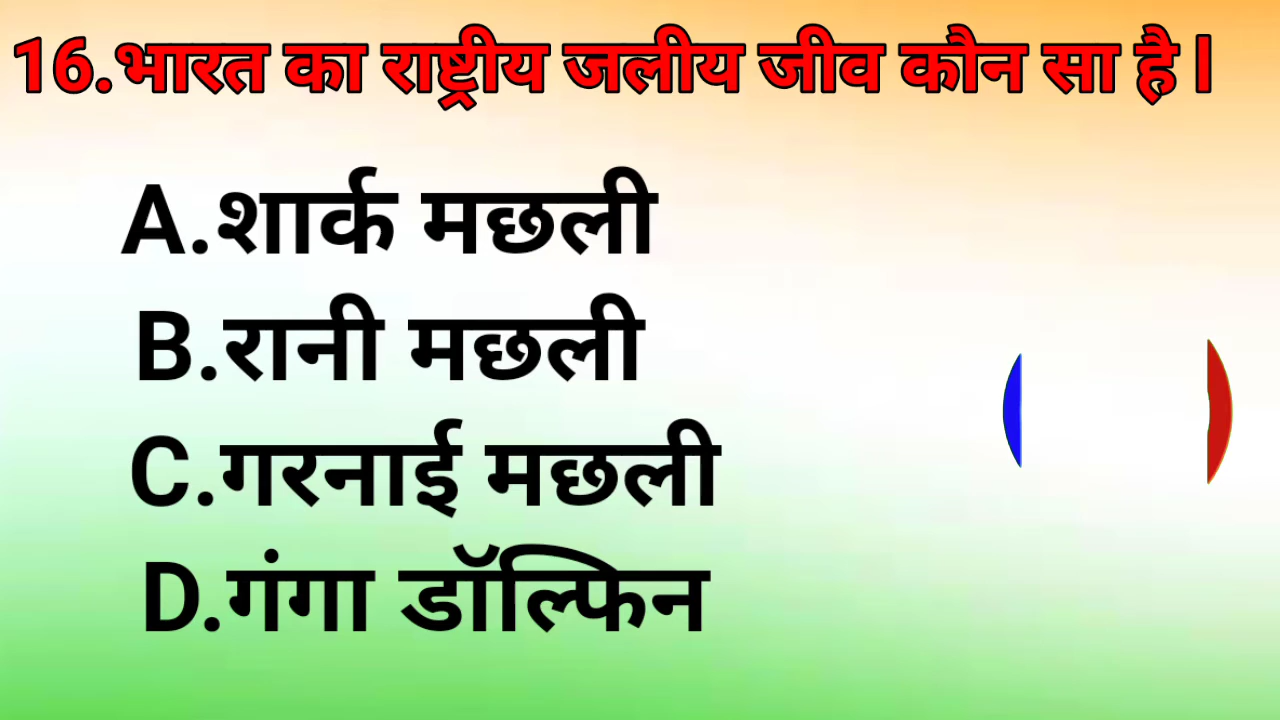 16.भारत का राष्ट्रीय जलीय जीव कौन सा है।
A.शार्क मछली
B.रानी मछली
C.गरनाई मछली
D.गंगा डॉल्फिन